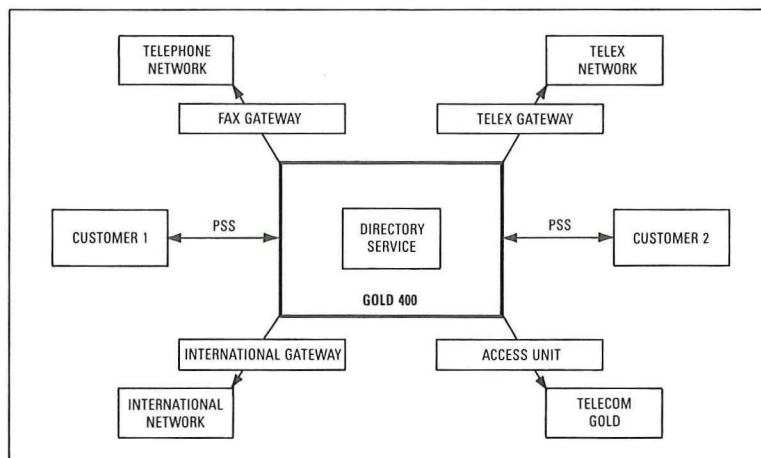 TELEPHONE
NETWORK
TELEX
NETWORK
FAX GATEWAY
TELEX GATEWAY
CUSTOMER 1
PSS
DIRECTORY
SERVICE
PSS
CUSTOMER 2
GOLD 400
INTERNATIONAL GATEWAY
ACCESS UNIT
INTERNATIONAL
NETWORK
TELECOM
GOLD